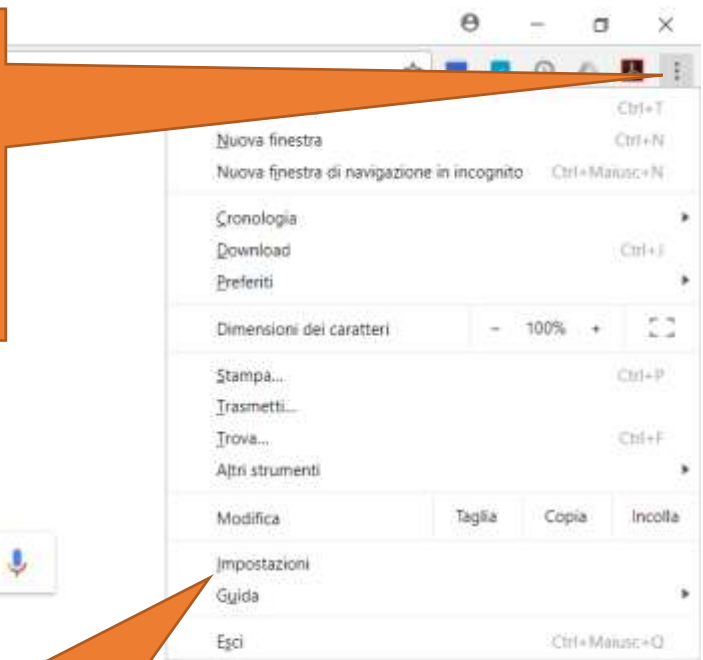 Ctrl+T
Nuova finestra Ctrl+N
Nuova finestra di navigazione in incognito Ctrl+Maiusc+N
Cronologia
Download Ctrl+J
Preferiti
Dimensioni dei caratteri - 100% +
Stampa... Ctrl+P
Trasmetti...
Trova... Ctrl+F
Altri strumenti
Modifica Taglia Copia Incolla
Impostazioni
Guida
Esci Ctrl+Maiusc+Q